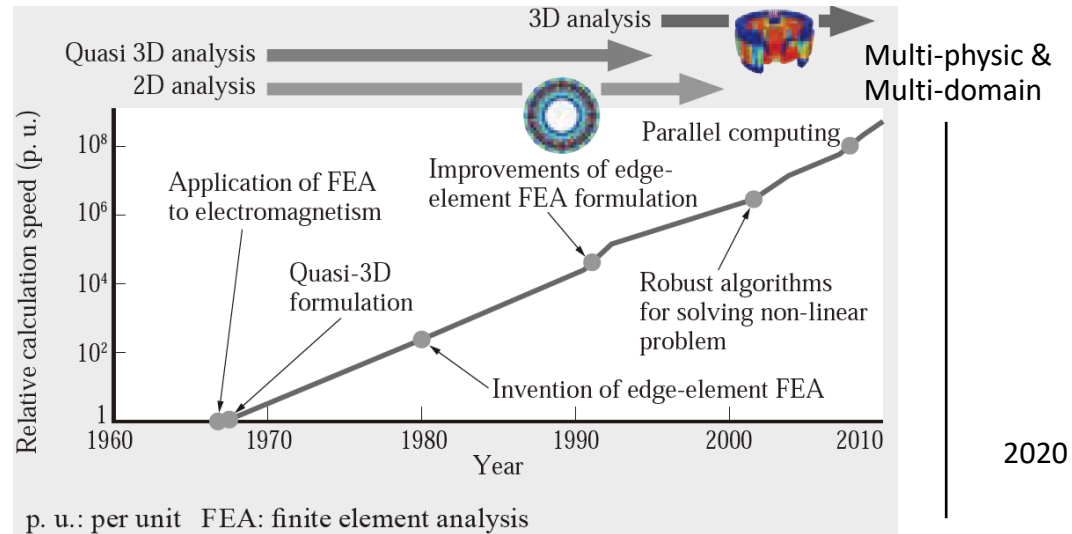 3D analysis
Quasi 3D analysis
2D analysis
Multi-physic &
Multi-domain
Relative calculation speed (p. u.)
10⁸
10⁶
10⁴
10²
1
Parallel computing
Improvements of edge-
element FEA formulation
Application of FEA
to electromagnetism
Quasi-3D
formulation
Robust algorithms
for solving non-linear
problem
Invention of edge-element FEA
1960
1970
1980
1990
2000
2010
2020
Year
p. u.: per unit FEA: finite element analysis